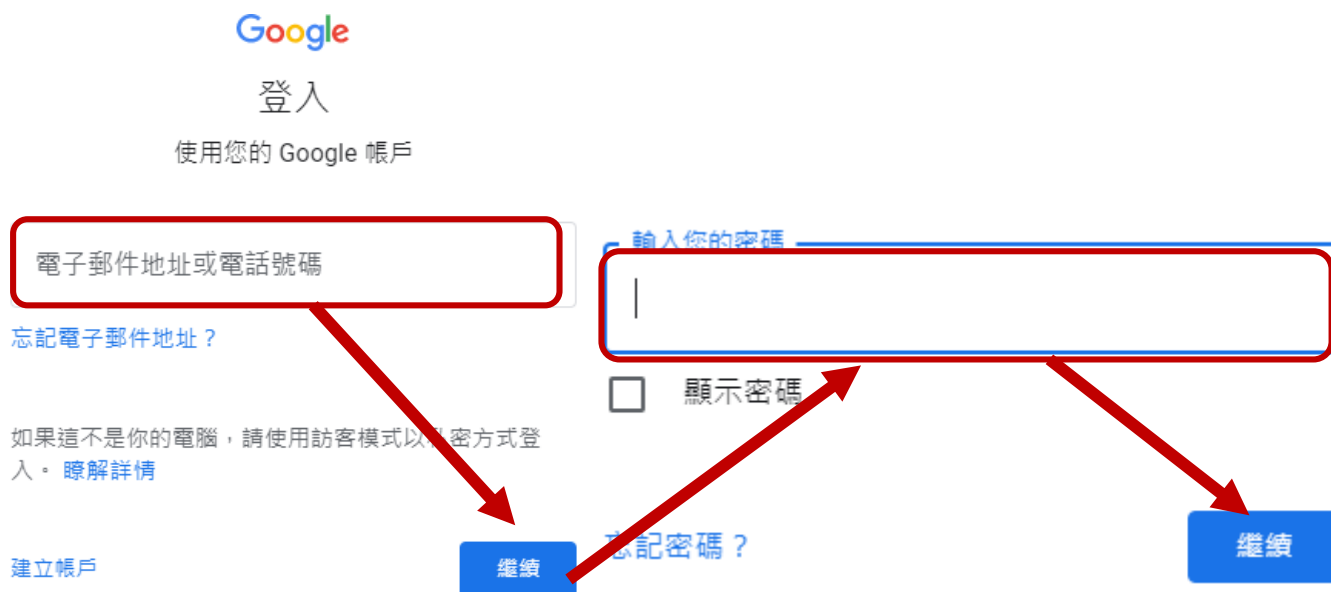 Google
登入
使用您的 Google 帳戶
電子郵件地址或電話號碼
忘記電子郵件地址？
如果這不是你的電腦，請使用訪客模式以私密方式登
入。 瞭解詳情
建立帳戶
繼續
輸入您的密碼
顯示密碼
忘記密碼？
繼續